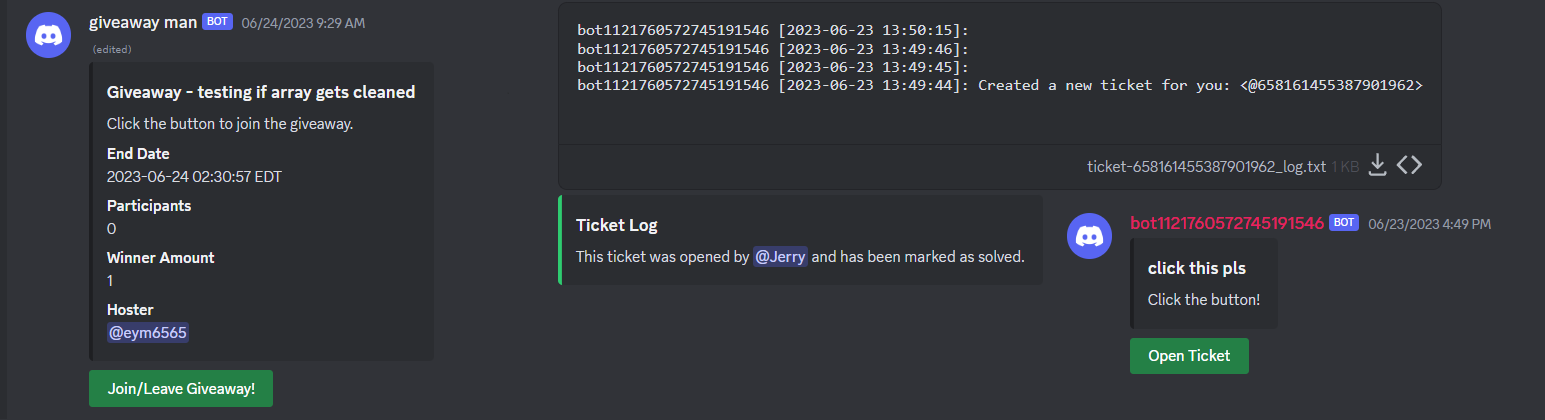 giveaway man BOT 06/24/2023 9:29 AM
(edited)
Giveaway - testing if array gets cleaned
Click the button to join the giveaway.
End Date
2023-06-24 02:30:57 EDT
Participants
0
Winner Amount
1
Hoster
@eym6565
Join/Leave Giveaway!
bot1121760572745191546 [2023-06-23 13:50:15]:
bot1121760572745191546 [2023-06-23 13:49:46]:
bot1121760572745191546 [2023-06-23 13:49:45]:
bot1121760572745191546 [2023-06-23 13:49:44]: Created a new ticket for you: <@658161455387901962>
ticket-658161455387901962_log.txt 1 KB
Ticket Log
This ticket was opened by @Jerry and has been marked as solved.
bot1121760572745191546 BOT 06/23/2023 4:49 PM
click this pls
Click the button!
Open Ticket